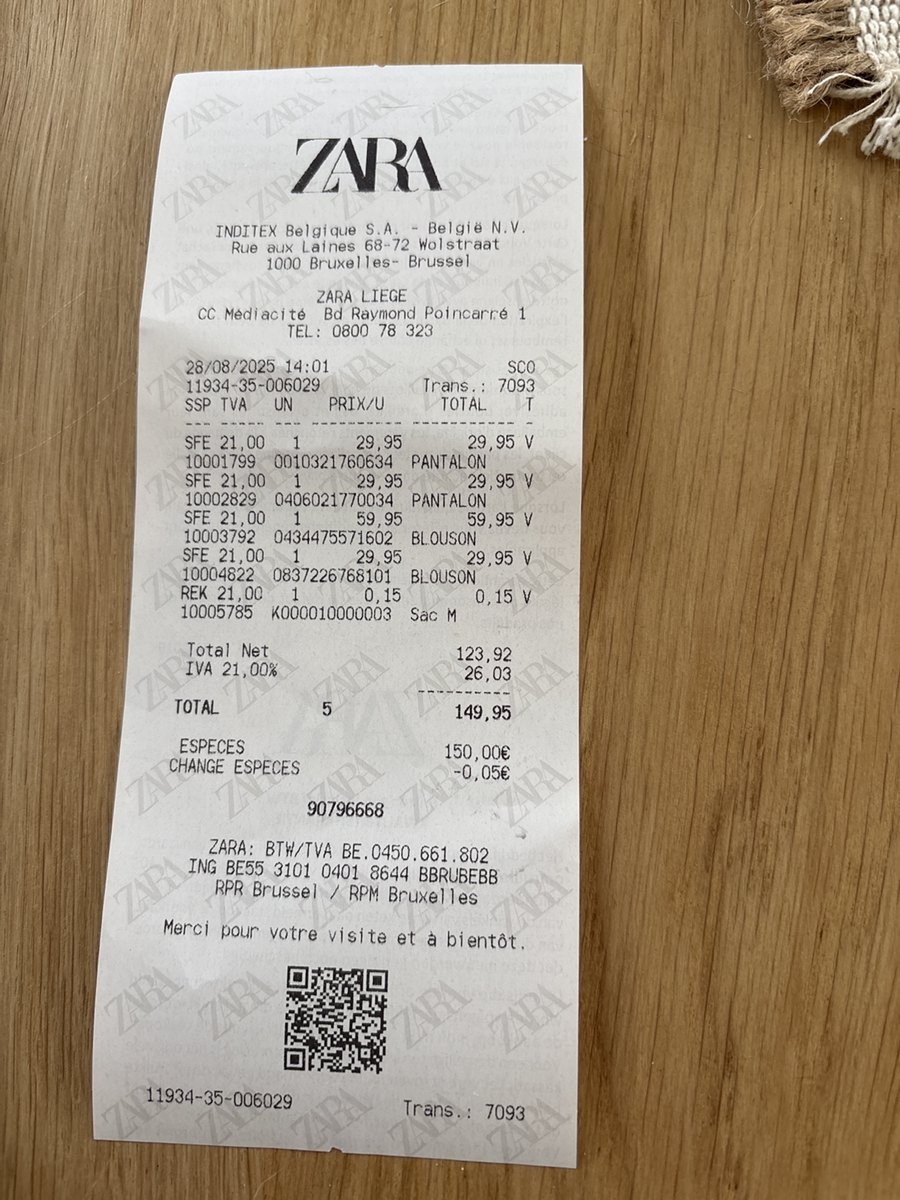 ZARA
INDITEX Belgique S.A. - België N.V.
Rue aux Laines 68-72 Wolstraat
1000 Bruxelles- Brussel
ZARA LIEGE
CC Médiacité Bd Raymond Poincarré 1
TEL: 0800 78 323
28/08/2025 14:01 SCO
11934-35-006029 Trans.: 7093
SSP TVA UN PRIX/U TOTAL T
--- ----- ---- --------- ------------ -
SFE 21,00 1 29,95 29,95 V
10001799 0010321760634 PANTALON
SFE 21,00 1 29,95 29,95 V
10002829 0406021770034 PANTALON
SFE 21,00 1 59,95 59,95 V
10003792 0434475571602 BLOUSON
SFE 21,00 1 29,95 29,95 V
10004822 0837226768101 BLOUSON
REK 21,00 1 0,15 0,15 V
10005785 K000010000003 Sac M
Total Net 123,92
IVA 21,00% 26,03
-----------
TOTAL 5 149,95
ESPECES 150,00€
CHANGE ESPECES -0,05€
90796668
ZARA: BTW/TVA BE.0450.661.802
ING BE55 3101 0401 8644 BBRUBEBB
RPR Brussel / RPM Bruxelles
Merci pour votre visite et à bientôt.
11934-35-006029 Trans.: 7093